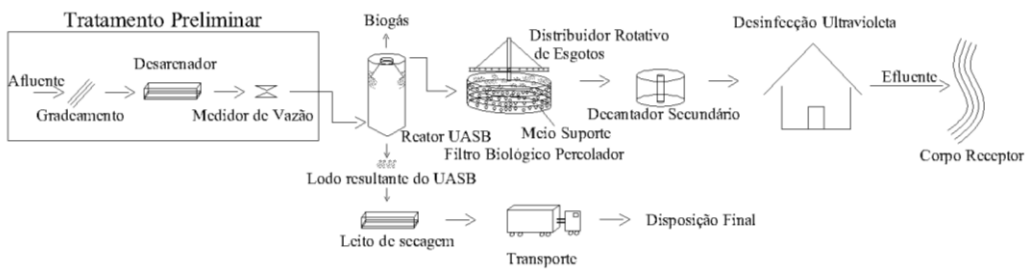 Tratamento Preliminar
Biogás
Desinfecção Ultravioleta
Distribuidor Rotativo
de Esgotos
Desarenador
Afluente
Efluente
Gradeamento
Medidor de Vazão
Decantador Secundário
Meio Suporte
Reator UASB
Filtro Biológico Percolador
Corpo Receptor
Lodo resultante do UASB
Disposição Final
Leito de secagem
Transporte